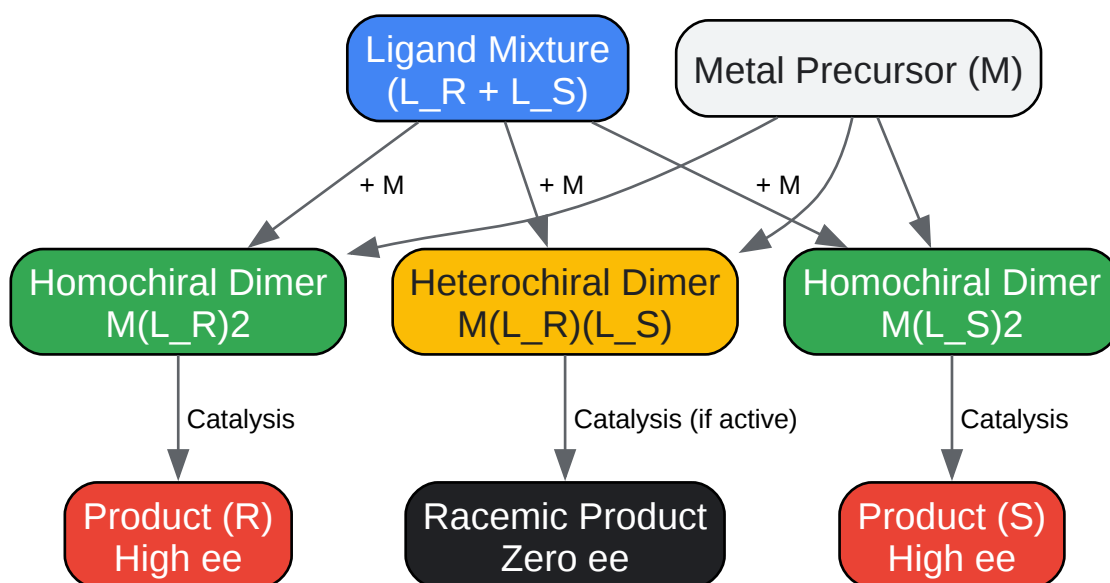 Ligand Mixture
(L_R + L_S)
Metal Precursor (M)
+ M
+ M
+ M
Homochiral Dimer
M(L_R)2
Heterochiral Dimer
M(L_R)(L_S)
Homochiral Dimer
M(L_S)2
Catalysis
Catalysis (if active)
Catalysis
Product (R)
High ee
Racemic Product
Zero ee
Product (S)
High ee